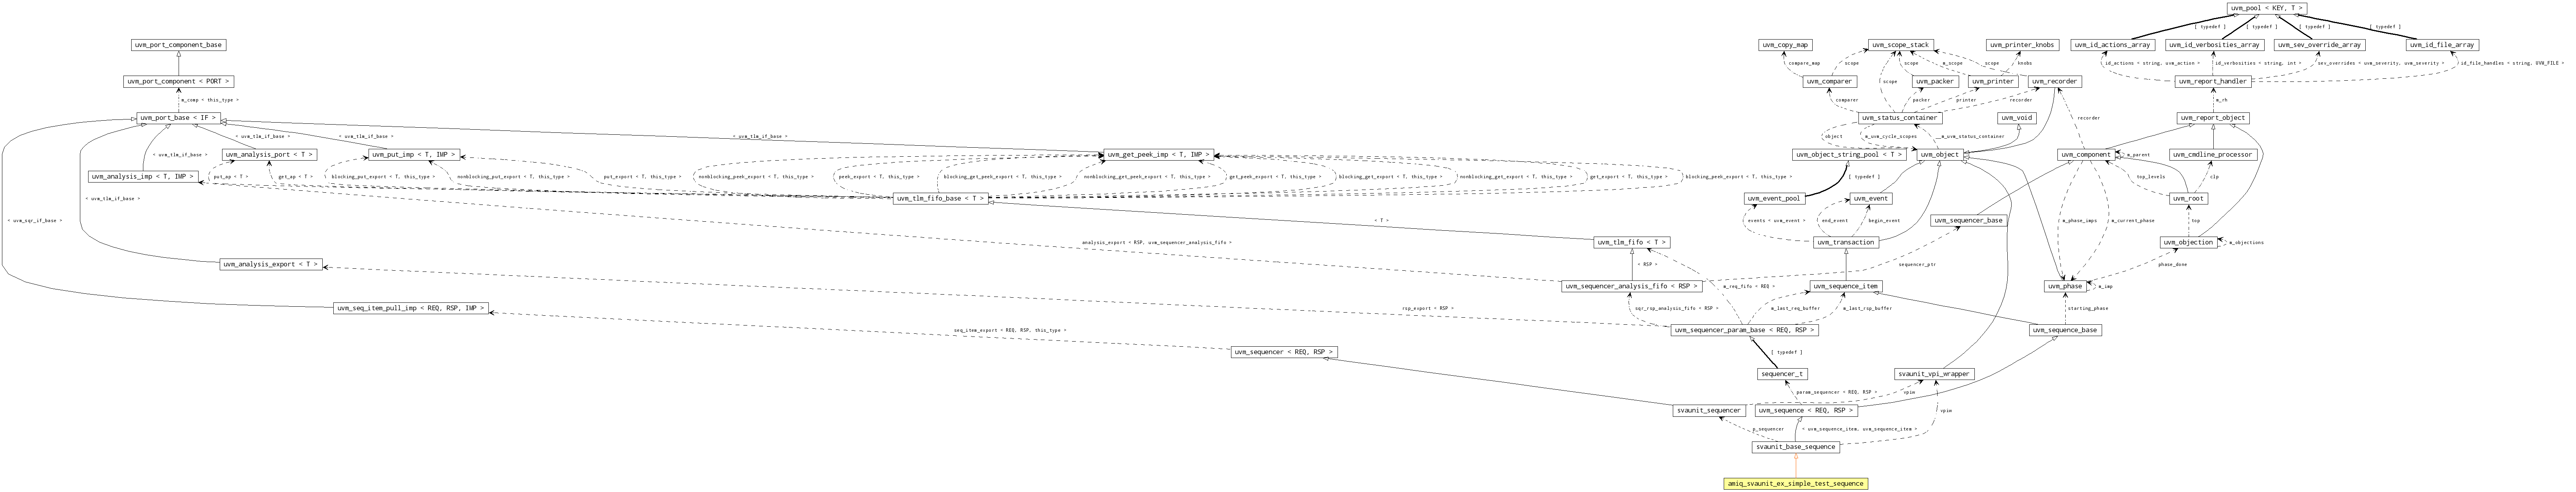 uvm_pool < KEY, T >
[ typedef ]
[ typedef ]
[ typedef ]
[ typedef ]
uvm_port_component_base
uvm_copy_map
uvm_scope_stack
uvm_printer_knobs
uvm_id_actions_array
uvm_id_verbosities_array
uvm_sev_override_array
uvm_id_file_array
compare_map
scope
scope
m_scope
knobs
scope
id_actions < string, uvm_action >
id_verbosities < string, int >
sev_overrides < uvm_severity, uvm_severity >
id_file_handles < string, UVM_FILE >
uvm_port_component < PORT >
uvm_comparer
scope
uvm_packer
uvm_printer
uvm_recorder
uvm_report_handler
m_comp < this_type >
comparer
packer
printer
recorder
m_rh
uvm_port_base < IF >
uvm_status_container
uvm_void
recorder
uvm_report_object
< uvm_tlm_if_base >
< uvm_tlm_if_base >
< uvm_tlm_if_base >
object
m_uvm_cycle_scopes
_m_uvm_status_container
< uvm_tlm_if_base >
uvm_analysis_port < T >
uvm_put_imp < T, IMP >
uvm_get_peek_imp < T, IMP >
uvm_object_string_pool < T >
uvm_object
uvm_component
m_parent
uvm_cmdline_processor
uvm_analysis_imp < T, IMP >
put_ap < T >
get_ap < T >
blocking_put_export < T, this_type >
nonblocking_put_export < T, this_type >
put_export < T, this_type >
nonblocking_peek_export < T, this_type >
peek_export < T, this_type >
blocking_get_peek_export < T, this_type >
nonblocking_get_peek_export < T, this_type >
get_peek_export < T, this_type >
blocking_get_export < T, this_type >
nonblocking_get_export < T, this_type >
get_export < T, this_type >
blocking_peek_export < T, this_type >
[ typedef ]
top_levels
clp
< uvm_tlm_if_base >
uvm_tlm_fifo_base < T >
uvm_event_pool
uvm_event
uvm_root
< uvm_sqr_if_base >
< T >
events < uvm_event >
end_event
begin_event
uvm_sequencer_base
m_phase_imps
m_current_phase
top
analysis_export < RSP, uvm_sequencer_analysis_fifo >
uvm_tlm_fifo < T >
uvm_transaction
uvm_objection
m_objections
uvm_analysis_export < T >
< RSP >
sequencer_ptr
phase_done
uvm_sequencer_analysis_fifo < RSP >
m_req_fifo < REQ >
uvm_sequence_item
uvm_phase
m_imp
uvm_seq_item_pull_imp < REQ, RSP, IMP >
rsp_export < RSP >
sqr_rsp_analysis_fifo < RSP >
m_last_req_buffer
m_last_rsp_buffer
starting_phase
seq_item_export < REQ, RSP, this_type >
uvm_sequencer_param_base < REQ, RSP >
uvm_sequence_base
uvm_sequencer < REQ, RSP >
[ typedef ]
sequencer_t
svaunit_vpi_wrapper
param_sequencer < REQ, RSP >
vpiw
svaunit_sequencer
uvm_sequence < REQ, RSP >
vpiw
p_sequencer
< uvm_sequence_item, uvm_sequence_item >
svaunit_base_sequence
amiq_svaunit_ex_simple_test_sequence